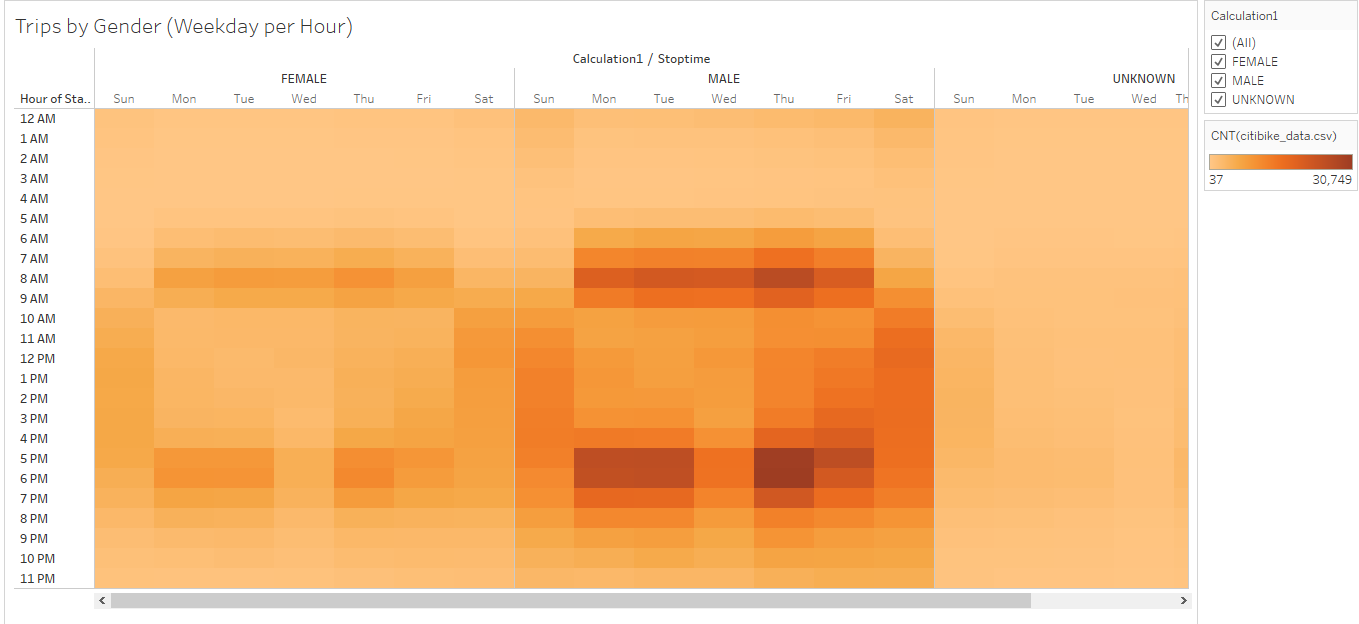 Trips by Gender (Weekday per Hour)
Calculation1 / Stoptime
FEMALE MALE UNKNOWN
Hour of Sta.. Sun Mon Tue Wed Thu Fri Sat Sun Mon Tue Wed Thu Fri Sat Sun Mon Tue Wed Th
12 AM
1 AM
2 AM
3 AM
4 AM
5 AM
6 AM
7 AM
8 AM
9 AM
10 AM
11 AM
12 PM
1 PM
2 PM
3 PM
4 PM
5 PM
6 PM
7 PM
8 PM
9 PM
10 PM
11 PM
Calculation1
(All)
FEMALE
MALE
UNKNOWN
CNT(citibike_data.csv)
37 30,749